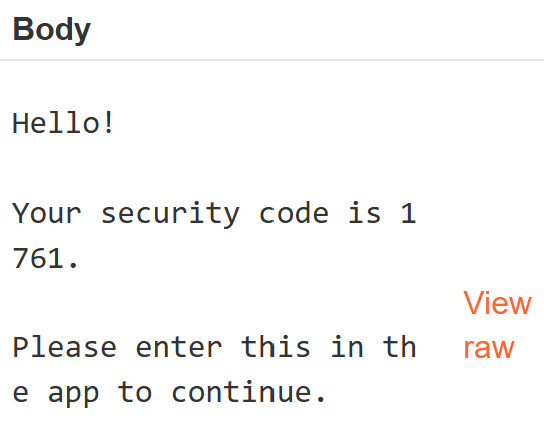 Body
Hello!
Your security code is 1
761.
View
Please enter this in th
raw
e app to continue.